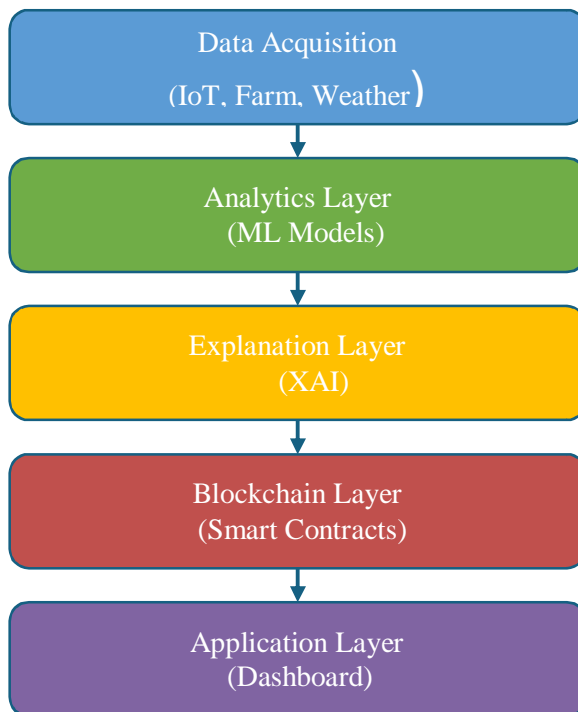 Data Acquisition
(IoT, Farm, Weather)
Analytics Layer
(ML Models)
Explanation Layer
(XAI)
Blockchain Layer
(Smart Contracts)
Application Layer
(Dashboard)